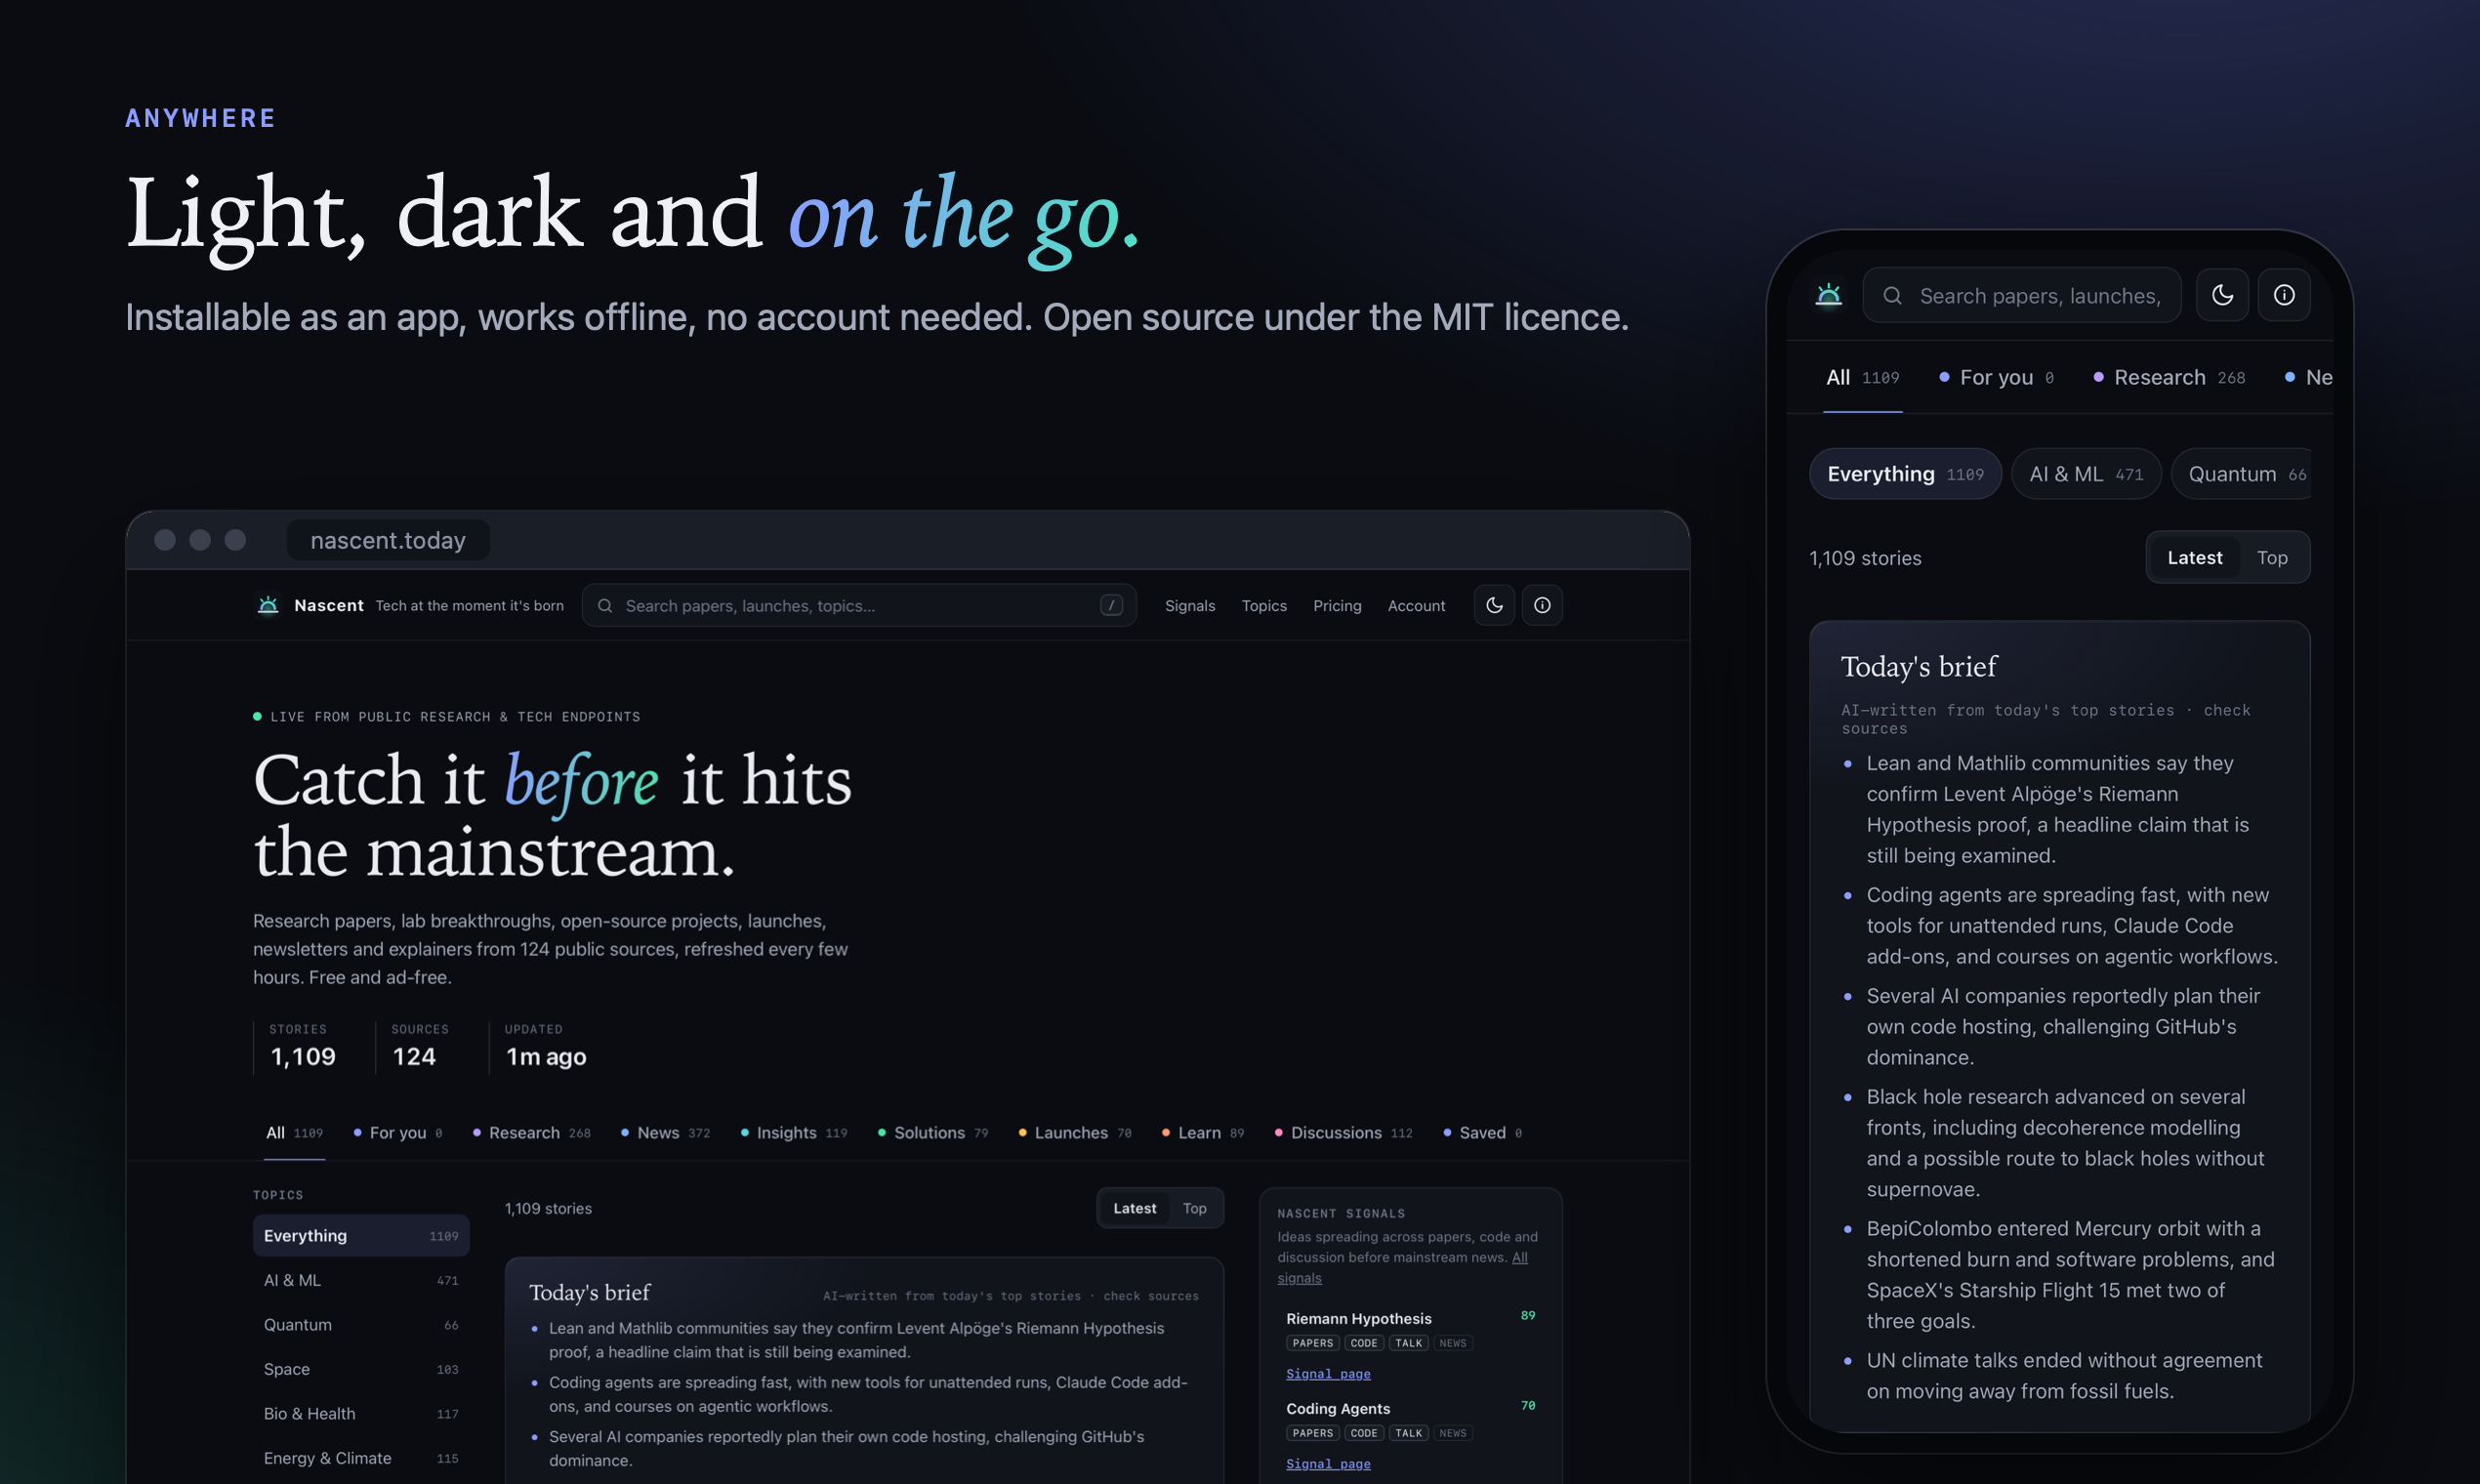 ANYWHERE
Light, dark and on the go.
Installable as an app, works offline, no account needed. Open source under the MIT licence.
nascent.today
Nascent Tech at the moment it's born
Search papers, launches, topics...
/
Signals Topics Pricing Account
LIVE FROM PUBLIC RESEARCH & TECH ENDPOINTS
Catch it before it hits
the mainstream.
Research papers, lab breakthroughs, open-source projects, launches,
newsletters and explainers from 124 public sources, refreshed every few
hours. Free and ad-free.
STORIES SOURCES UPDATED
1,109 124 1m ago
All 1109 For you 0 Research 268 News 372 Insights 119 Solutions 79 Launches 70 Learn 89 Discussions 112 Saved 0
TOPICS
Everything 1109
AI & ML 471
Quantum 66
Space 103
Bio & Health 117
Energy & Climate 115
1,109 stories
Latest Top
Today's brief
AI-written from today's top stories · check sources
Lean and Mathlib communities say they confirm Levent Alpöge's Riemann Hypothesis
proof, a headline claim that is still being examined.
Coding agents are spreading fast, with new tools for unattended runs, Claude Code add-
ons, and courses on agentic workflows.
Several AI companies reportedly plan their own code hosting, challenging GitHub's
dominance.
NASCENT SIGNALS
Ideas spreading across papers, code and
discussion before mainstream news. All
signals
Riemann Hypothesis 89
PAPERS CODE TALK NEWS
Signal page
Coding Agents 70
PAPERS CODE TALK NEWS
Signal page
Search papers, launches,
All 1109 For you 0 Research 268 Ne
Everything 1109 AI & ML 471 Quantum 66
1,109 stories
Latest Top
Today's brief
AI-written from today's top stories · check
sources
Lean and Mathlib communities say they
confirm Levent Alpöge's Riemann
Hypothesis proof, a headline claim that is
still being examined.
Coding agents are spreading fast, with new
tools for unattended runs, Claude Code
add-ons, and courses on agentic workflows.
Several AI companies reportedly plan their
own code hosting, challenging GitHub's
dominance.
Black hole research advanced on several
fronts, including decoherence modelling
and a possible route to black holes without
supernovae.
BepiColombo entered Mercury orbit with a
shortened burn and software problems, and
SpaceX's Starship Flight 15 met two of
three goals.
UN climate talks ended without agreement
on moving away from fossil fuels.